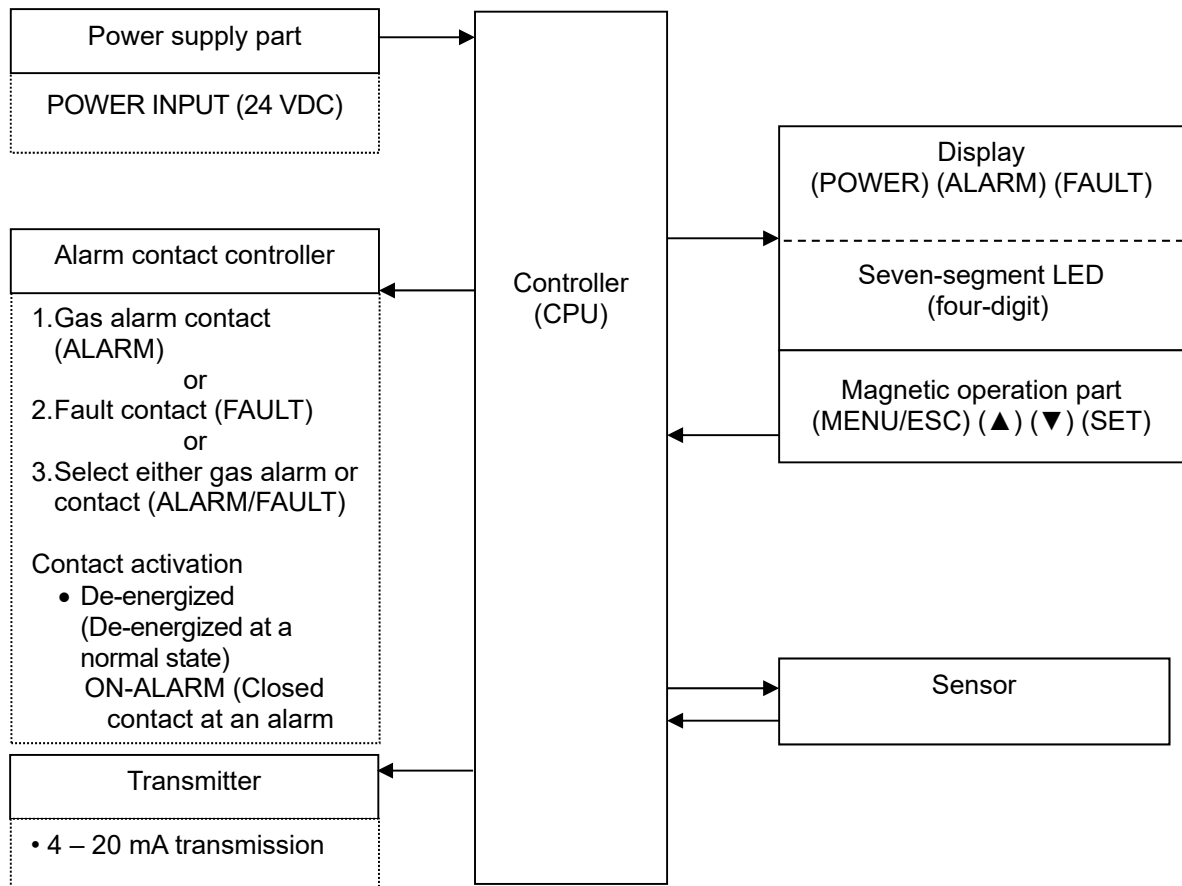 Power supply part
POWER INPUT (24 VDC)
Alarm contact controller
1.Gas alarm contact
(ALARM)
or
2.Fault contact (FAULT)
or
3.Select either gas alarm or
contact (ALARM/FAULT)
Contact activation
• De-energized
(De-energized at a
normal state)
ON-ALARM (Closed
contact at an alarm
Transmitter
• 4 – 20 mA transmission
Controller
(CPU)
Display
(POWER) (ALARM) (FAULT)
Seven-segment LED
(four-digit)
Magnetic operation part
(MENU/ESC) (▲) (▼) (SET)
Sensor